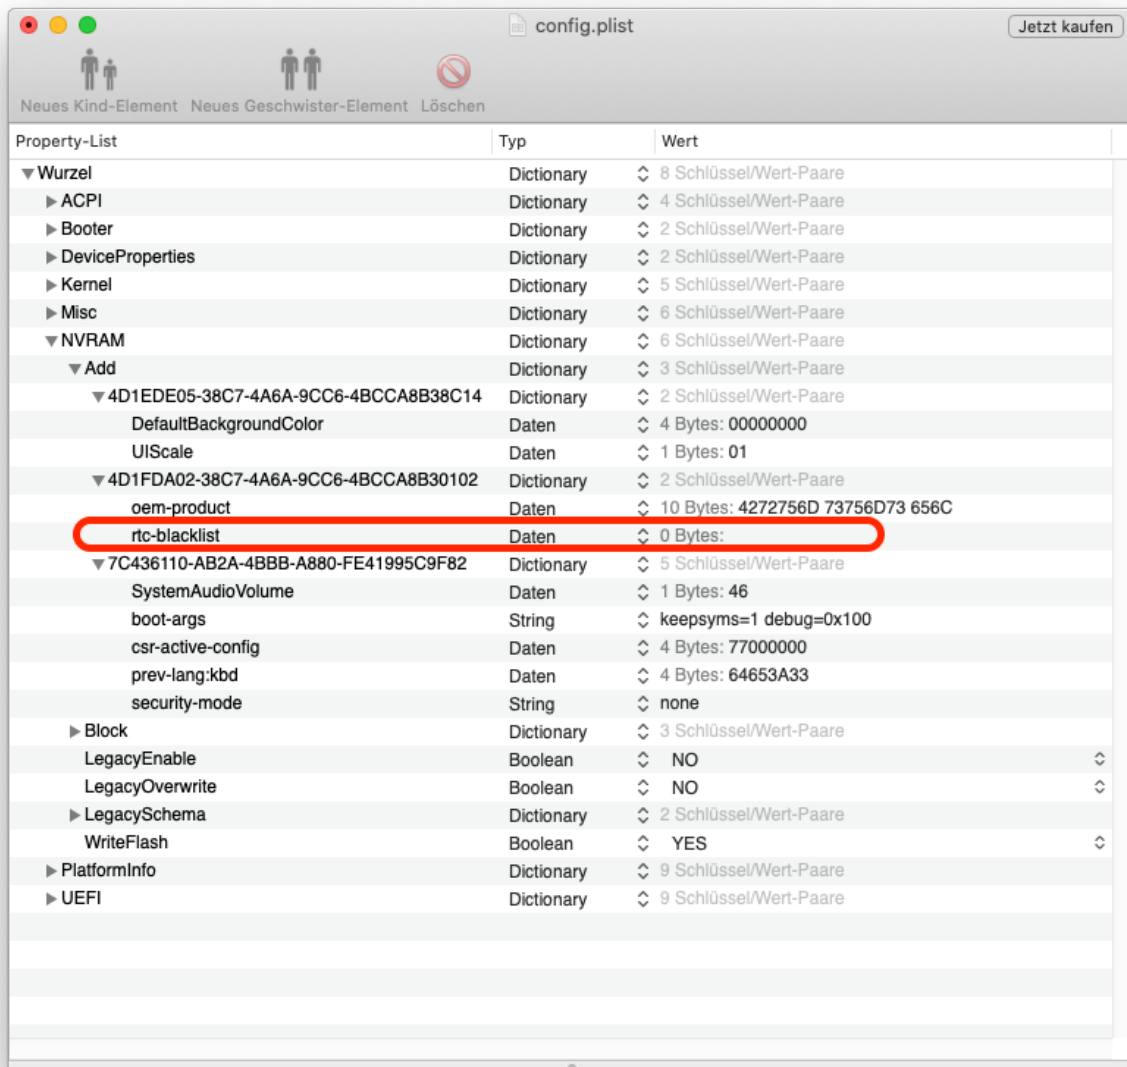 config.plist
Jetzt kaufen
Neues Kind-Element Neues Geschwister-Element Löschen
Property-List Typ Wert
Wurzel Dictionary 8 Schlüssel/Wert-Paare
ACPI Dictionary 4 Schlüssel/Wert-Paare
Booter Dictionary 2 Schlüssel/Wert-Paare
DeviceProperties Dictionary 2 Schlüssel/Wert-Paare
Kernel Dictionary 5 Schlüssel/Wert-Paare
Misc Dictionary 6 Schlüssel/Wert-Paare
NVRAM Dictionary 6 Schlüssel/Wert-Paare
Add Dictionary 3 Schlüssel/Wert-Paare
4D1EDE05-38C7-4A6A-9CC6-4BCCA8B38C14 Dictionary 2 Schlüssel/Wert-Paare
DefaultBackgroundColor Daten 4 Bytes: 00000000
UIScale Daten 1 Bytes: 01
4D1FDA02-38C7-4A6A-9CC6-4BCCA8B30102 Dictionary 2 Schlüssel/Wert-Paare
oem-product Daten 10 Bytes: 4272756D 73756D73 656C
rtc-blacklist Daten 0 Bytes:
7C436110-AB2A-4BBB-A880-FE41995C9F82 Dictionary 5 Schlüssel/Wert-Paare
SystemAudioVolume Daten 1 Bytes: 46
boot-args String keepsyms=1 debug=0x100
csr-active-config Daten 4 Bytes: 77000000
prev-lang:kbd Daten 4 Bytes: 64653A33
security-mode String none
Block Dictionary 3 Schlüssel/Wert-Paare
LegacyEnable Boolean NO
LegacyOverwrite Boolean NO
LegacySchema Dictionary 2 Schlüssel/Wert-Paare
WriteFlash Boolean YES
PlatformInfo Dictionary 9 Schlüssel/Wert-Paare
UEFI Dictionary 9 Schlüssel/Wert-Paare